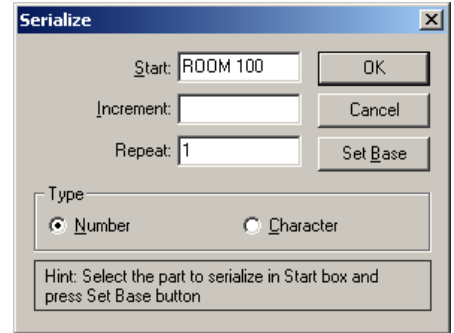 Serialize
Start: ROOM 100
OK
Increment:
Cancel
Repeat: 1
Set Base
Type
Number
Character
Hint: Select the part to serialize in Start box and
press Set Base button